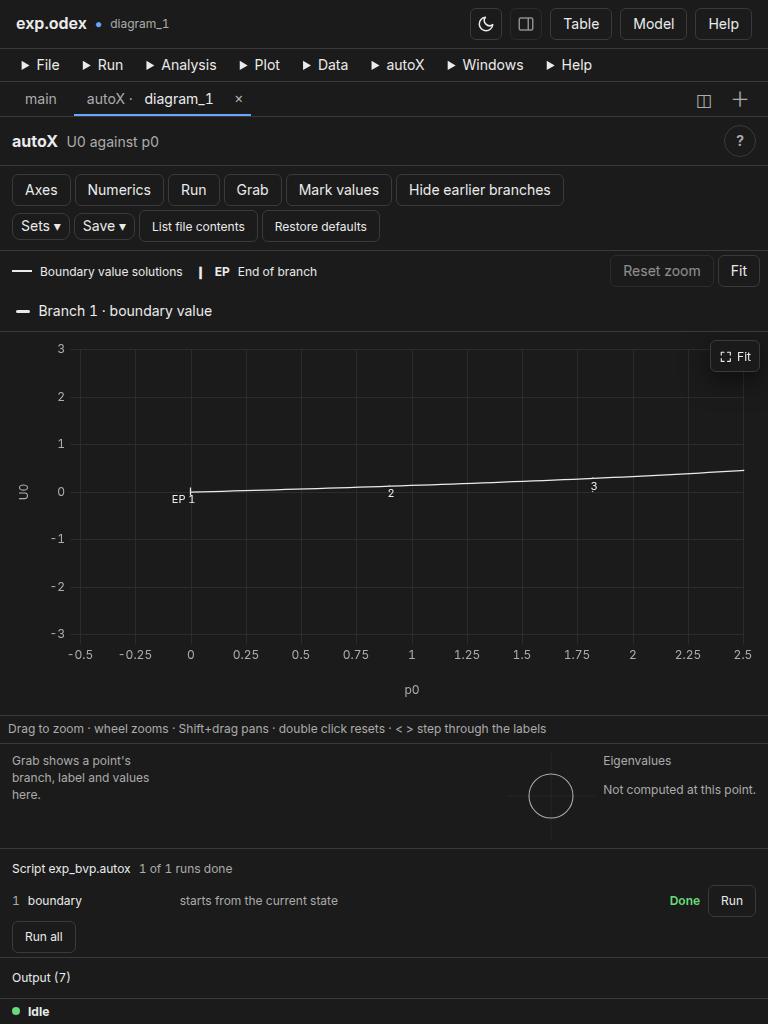 exp.odex • diagram_1 Table Model Help
▶ File ▶ Run ▶ Analysis ▶ Plot ▶ Data ▶ autoX ▶ Windows ▶ Help
main autoX · diagram_1 ×
autoX U0 against p0 ?
Axes Numerics Run Grab Mark values Hide earlier branches
Sets ▾ Save ▾ List file contents Restore defaults
Boundary value solutions EP End of branch Reset zoom Fit
Branch 1 · boundary value
Fit
3
2
1
0
-1
-2
-3
U0
EP 1 2 3
-0.5 -0.25 0 0.25 0.5 0.75 1 1.25 1.5 1.75 2 2.25 2.5
p0
Drag to zoom · wheel zooms · Shift+drag pans · double click resets · < > step through the labels
Grab shows a point's
branch, label and values
here.
Eigenvalues
Not computed at this point.
Script exp_bvp.autox 1 of 1 runs done
1 boundary starts from the current state Done Run
Run all
Output (7)
Idle